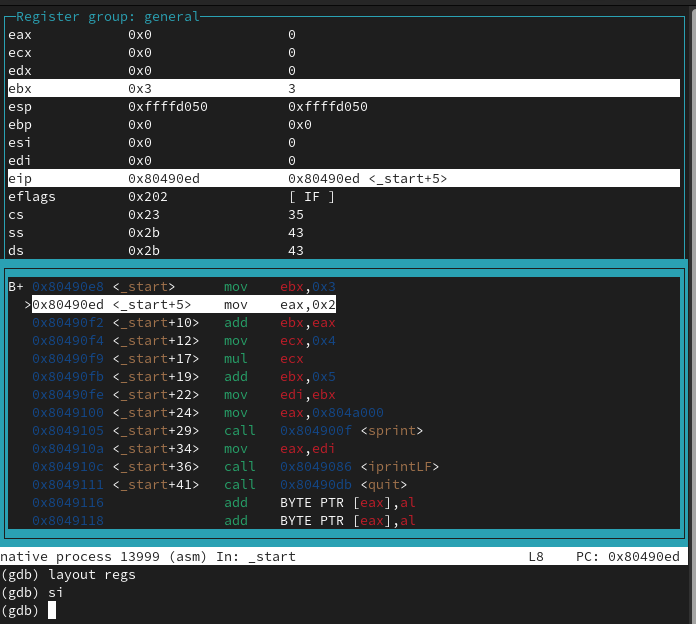 Register group: general
eax 0x0 0
ecx 0x0 0
edx 0x0 0
ebx 0x3 3
esp 0xffffd050 0xffffd050
ebp 0x0 0x0
esi 0x0 0
edi 0x0 0
eip 0x80490ed 0x80490ed <_start+5>
eflags 0x202 [ IF ]
cs 0x23 35
ss 0x2b 43
ds 0x2b 43
B+ 0x80490e8 <_start> mov ebx,0x3
>0x80490ed <_start+5> mov eax,0x2
0x80490f2 <_start+10> add ebx,eax
0x80490f4 <_start+12> mov ecx,0x4
0x80490f9 <_start+17> mul ecx
0x80490fb <_start+19> add ebx,0x5
0x80490fe <_start+22> mov edi,ebx
0x8049100 <_start+24> mov eax,0x804a000
0x8049105 <_start+29> call 0x804900f <sprint>
0x804910a <_start+34> mov eax,edi
0x804910c <_start+36> call 0x8049086 <iprintLF>
0x8049111 <_start+41> call 0x80490db <quit>
0x8049116 add BYTE PTR [eax],al
0x8049118 add BYTE PTR [eax],al
native process 13999 (asm) In: _start L8 PC: 0x80490ed
(gdb) layout regs
(gdb) si
(gdb)